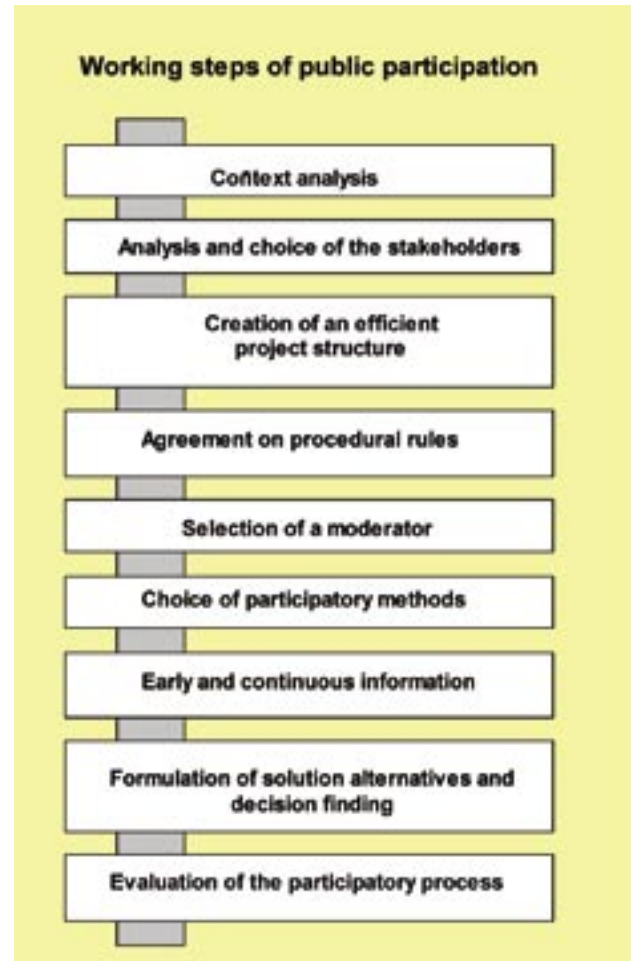 Working steps of public participation
Context analysis
Analysis and choice of the stakeholders
Creation of an efficient
project structure
Agreement on procedural rules
Selection of a moderator
Choice of participatory methods
Early and continuous information
Formulation of solution alternatives and
decision finding
Evaluation of the participatory process